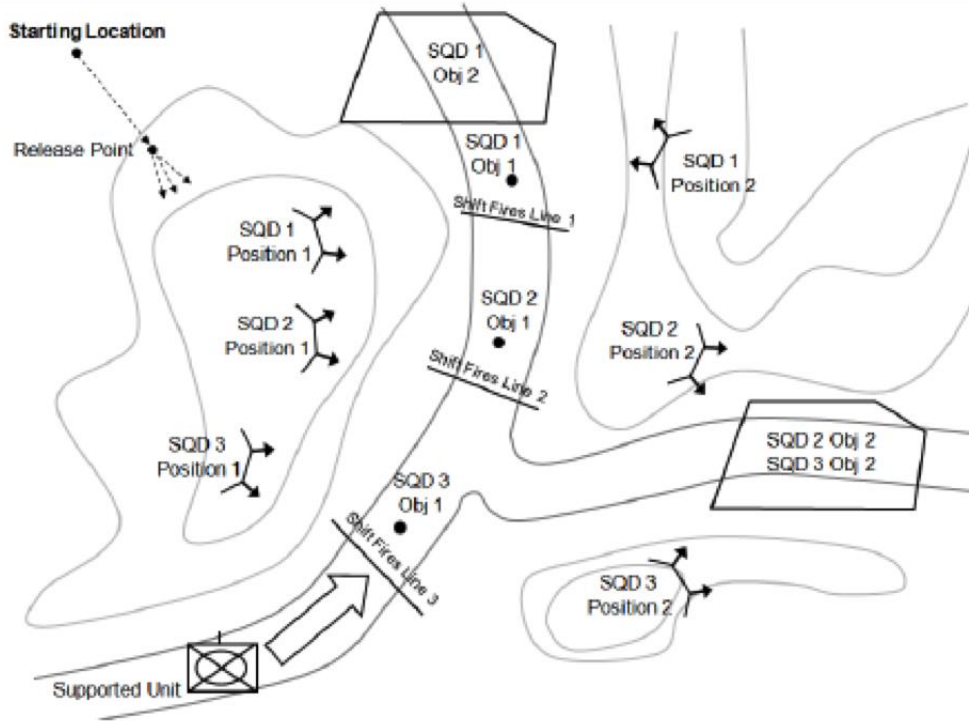 Starting Location
Release Point
SQD 1
Obj 2
SQD 1
Obj 1
Shift Fires Line 1
SQD 1
Position 2
SQD 1
Position 1
SQD 2
Position 1
SQD 2
Obj 1
Shift Fires Line 2
SQD 2
Position 2
SQD 3
Position 1
SQD 3
Obj 1
Shift Fires Line 3
SQD 2 Obj 2
SQD 3 Obj 2
SQD 3
Position 2
Supported Unit